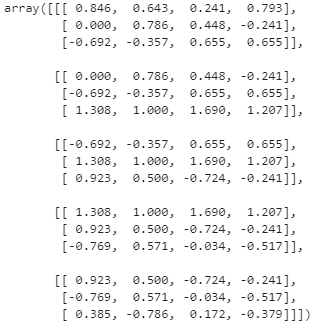 array([[[ 0.846, 0.643, 0.241, 0.793],
[ 0.000, 0.786, 0.448, -0.241],
[-0.692, -0.357, 0.655, 0.655]],
[[ 0.000, 0.786, 0.448, -0.241],
[-0.692, -0.357, 0.655, 0.655],
[ 1.308, 1.000, 1.690, 1.207]],
[[-0.692, -0.357, 0.655, 0.655],
[ 1.308, 1.000, 1.690, 1.207],
[ 0.923, 0.500, -0.724, -0.241]],
[[ 1.308, 1.000, 1.690, 1.207],
[ 0.923, 0.500, -0.724, -0.241],
[-0.769, 0.571, -0.034, -0.517]],
[[ 0.923, 0.500, -0.724, -0.241],
[-0.769, 0.571, -0.034, -0.517],
[ 0.385, -0.786, 0.172, -0.379]]])